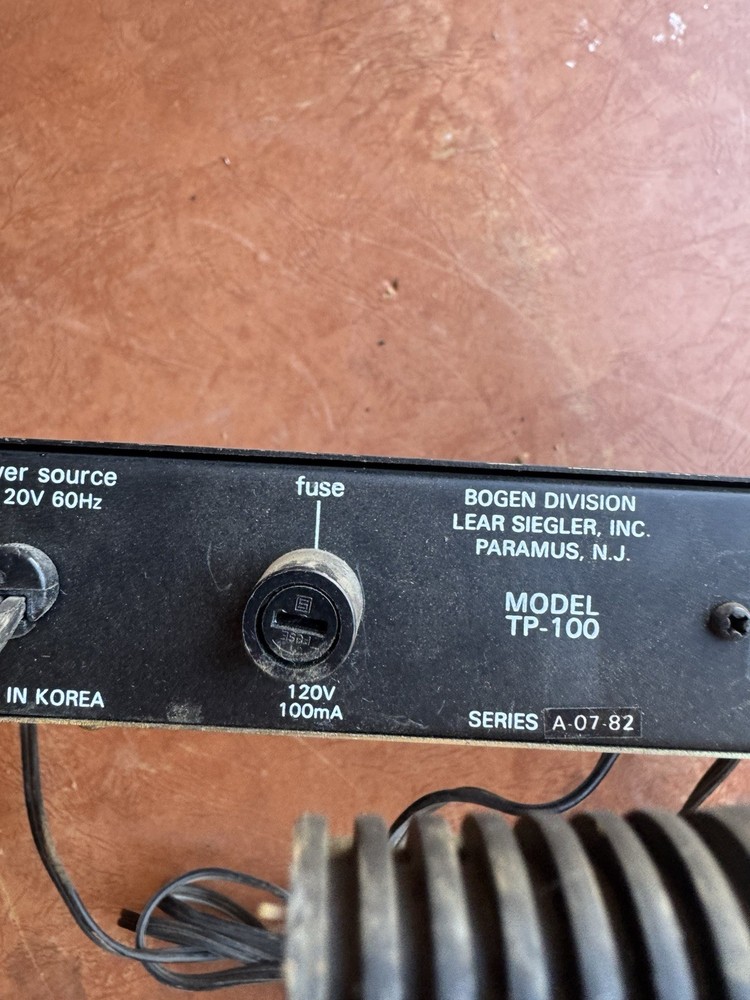 ver source
20V 60Hz
IN KOREA
fuse
120V
100mA
BOGEN DIVISION
LEAR SIEGLER, INC.
PARAMUS, N.J.
MODEL
TP-100
SERIES A-07-82